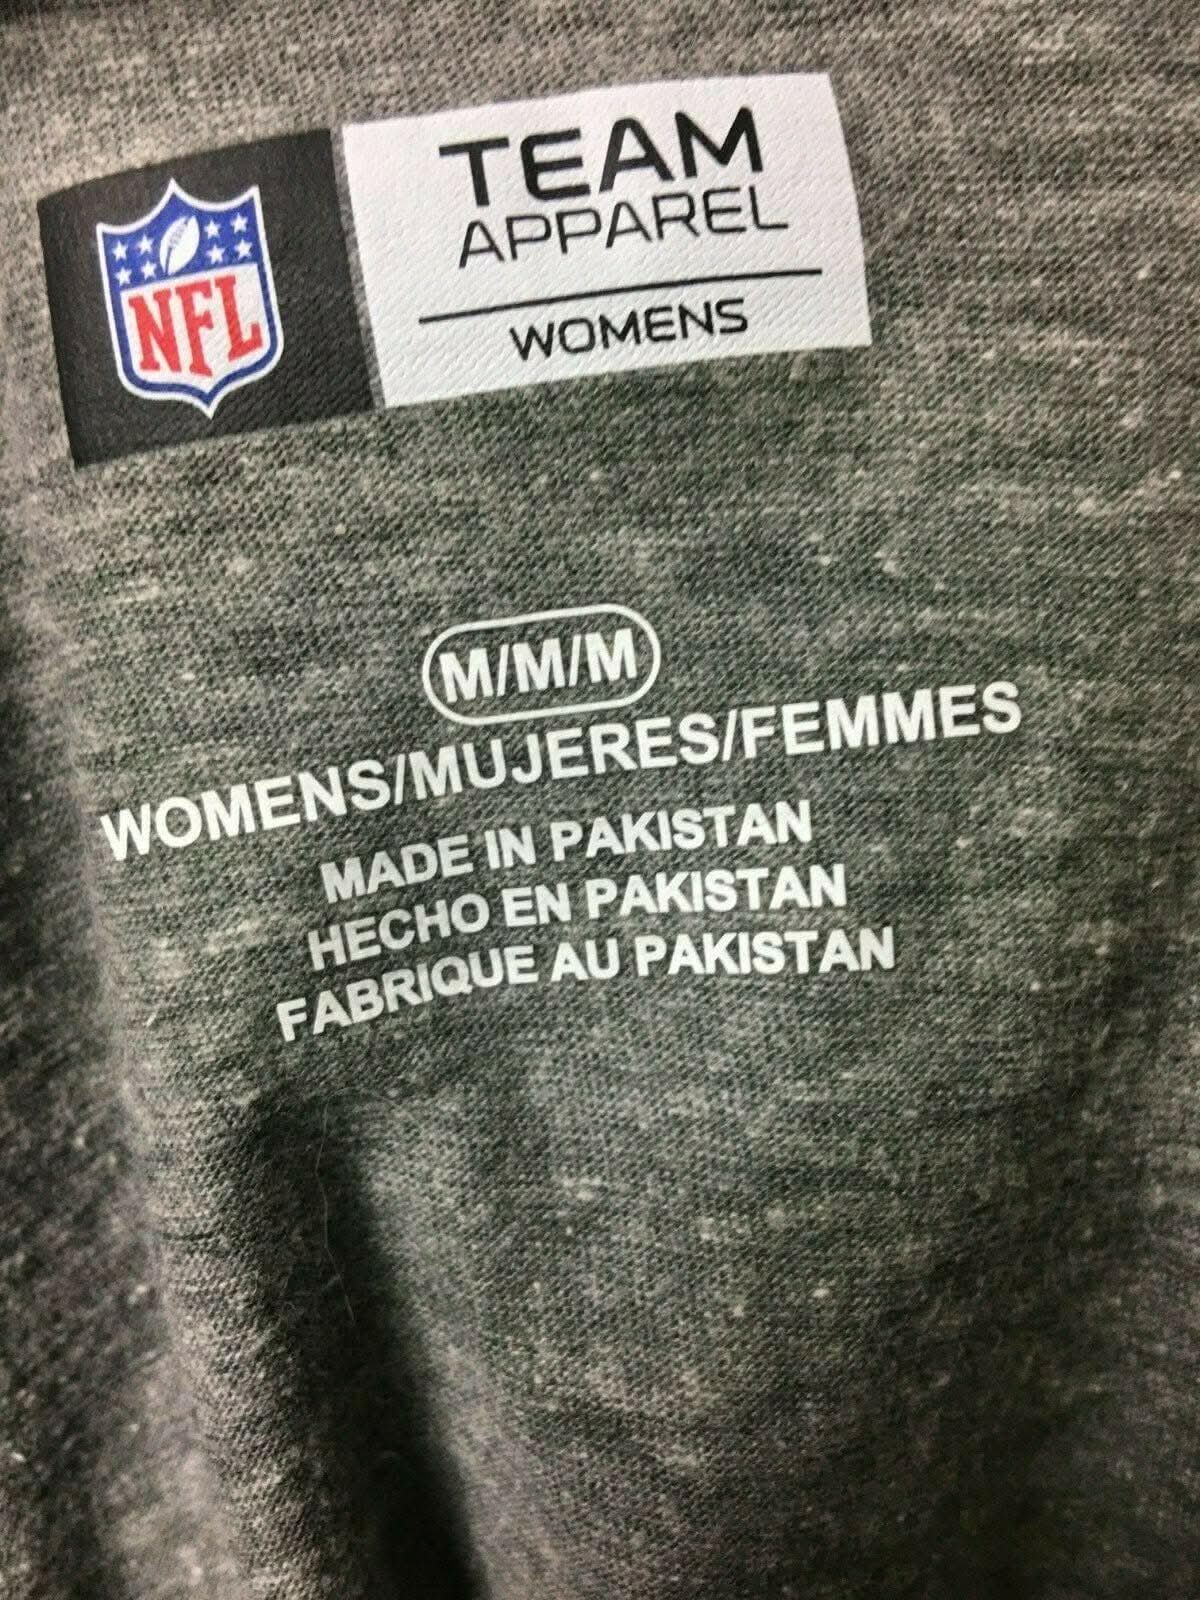 NFL
TEAM
APPAREL
WOMENS
M/M/M
WOMENS/MUJERES/FEMMES
MADE IN PAKISTAN
HECHO EN PAKISTAN
FABRIQUE AU PAKISTAN